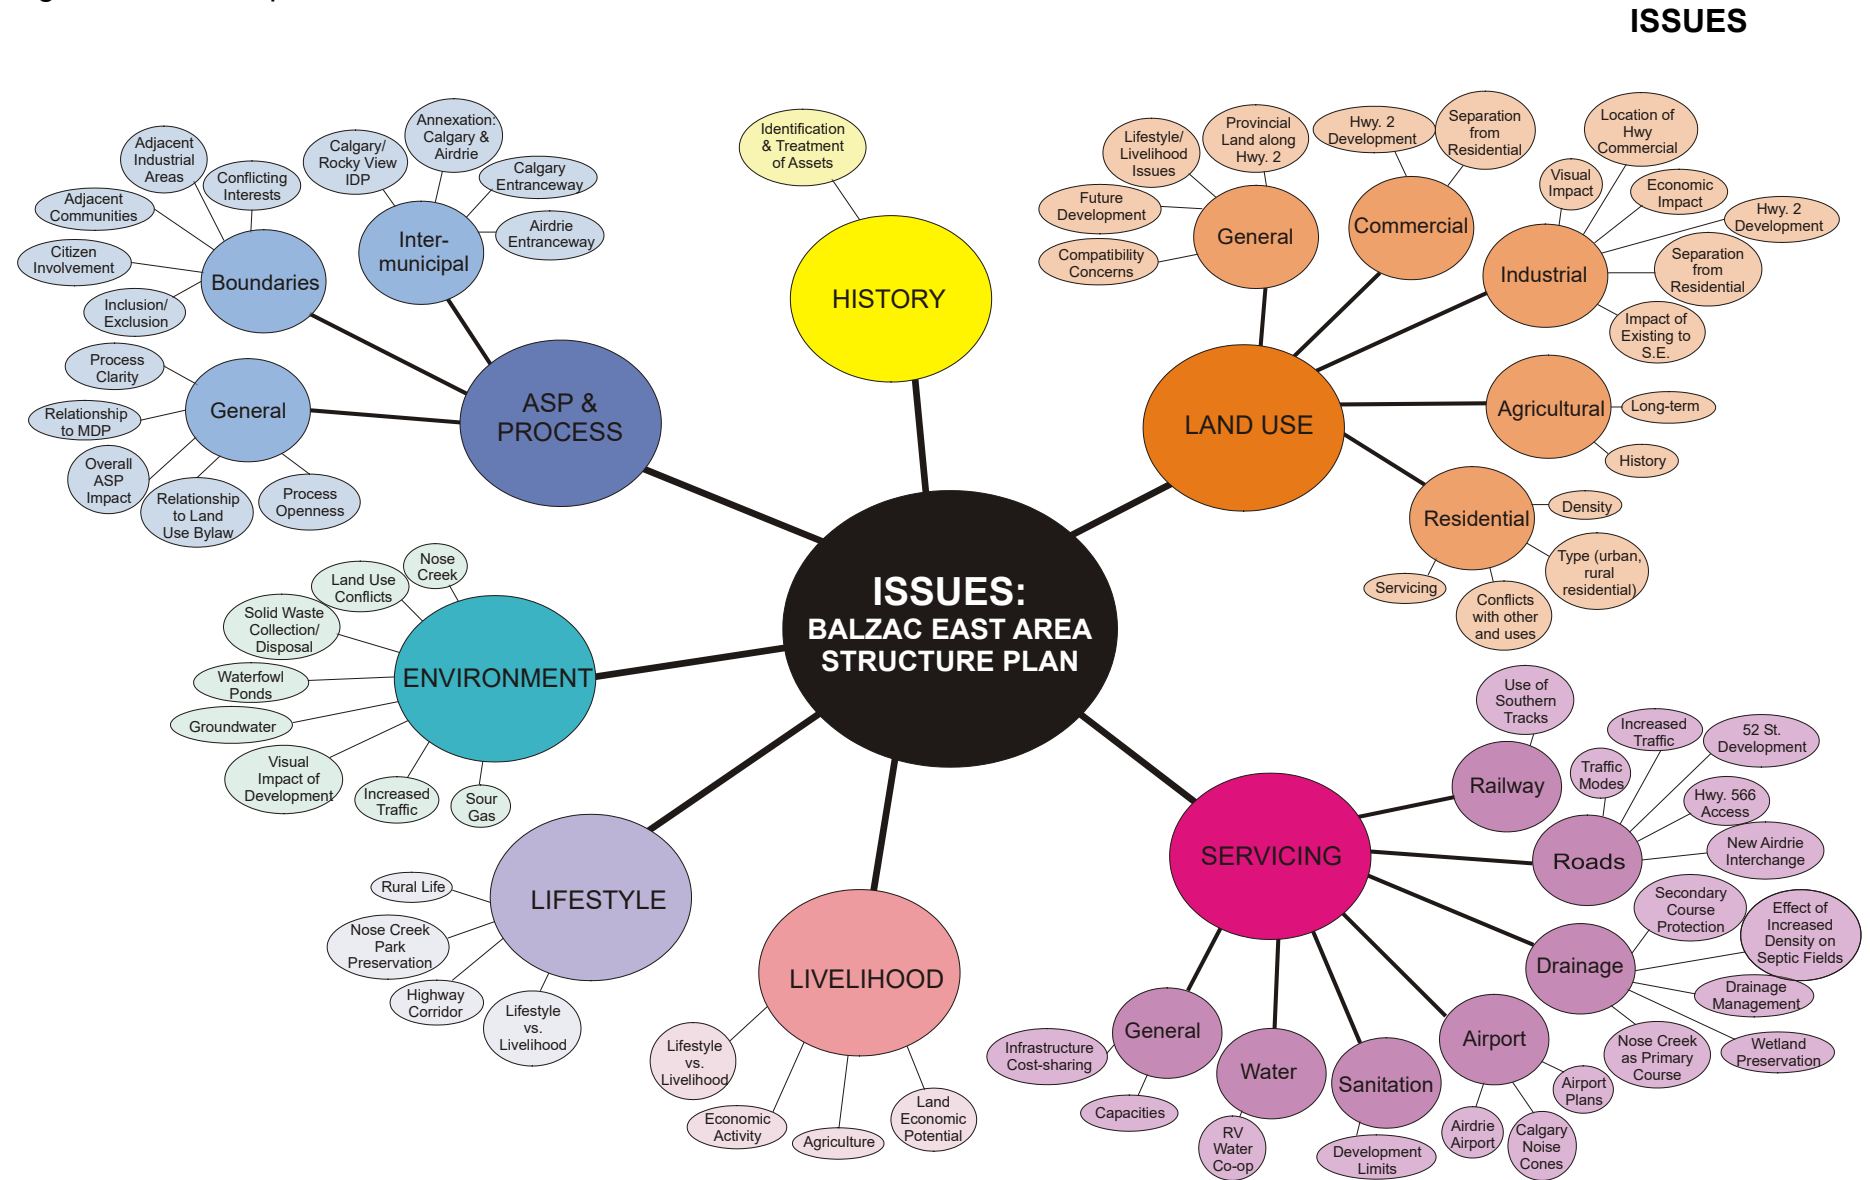 ISSUES
ISSUES:
BALZAC EAST AREA
STRUCTURE PLAN
ASP &
PROCESS
Boundaries
Adjacent
Industrial
Areas
Conflicting
Interests
Adjacent
Communities
Citizen
Involvement
Inclusion/
Exclusion
Inter-
municipal
Calgary/
Rocky View
IDP
Annexation:
Calgary &
Airdrie
Calgary
Entranceway
Airdrie
Entranceway
General
Process
Clarity
Relationship
to MDP
Overall
ASP
Impact
Relationship
to Land
Use Bylaw
Process
Openness
HISTORY
Identification
& Treatment
of Assets
LAND USE
General
Lifestyle/
Livelihood
Issues
Provincial
Land along
Hwy. 2
Future
Development
Compatibility
Concerns
Commercial
Hwy. 2
Development
Separation
from
Residential
Industrial
Visual
Impact
Location of
Hwy
Commercial
Economic
Impact
Hwy. 2
Development
Separation
from
Residential
Impact of
Existing to
S.E.
Agricultural
Long-term
History
Residential
Density
Type (urban,
rural
residential)
Conflicts
with other
and uses
Servicing
ENVIRONMENT
Nose
Creek
Land Use
Conflicts
Solid Waste
Collection/
Disposal
Waterfowl
Ponds
Groundwater
Visual
Impact of
Development
Increased
Traffic
Sour
Gas
LIFESTYLE
Rural Life
Nose Creek
Park
Preservation
Highway
Corridor
Lifestyle
vs.
Livelihood
LIVELIHOOD
Lifestyle
vs.
Livelihood
Economic
Activity
Agriculture
Land
Economic
Potential
SERVICING
Railway
Use of
Southern
Tracks
Roads
Traffic
Modes
Increased
Traffic
52 St.
Development
Hwy. 566
Access
New Airdrie
Interchange
Drainage
Secondary
Course
Protection
Effect of
Increased
Density on
Septic Fields
Drainage
Management
Wetland
Preservation
Nose Creek
as Primary
Course
Airport
Airport
Plans
Calgary
Noise
Cones
Airdrie
Airport
Sanitation
Development
Limits
Water
RV
Water
Co-op
General
Infrastructure
Cost-sharing
Capacities